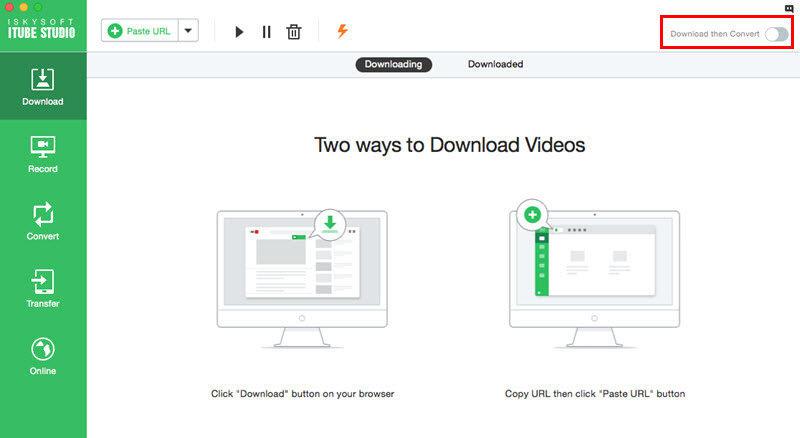 ISKYSOFT
ITUBE STUDIO
Paste URL
Download then Convert
Downloading
Downloaded
Download
Record
Convert
Transfer
Online
Two ways to Download Videos
Click "Download" button on your browser
Copy URL then click "Paste URL" button